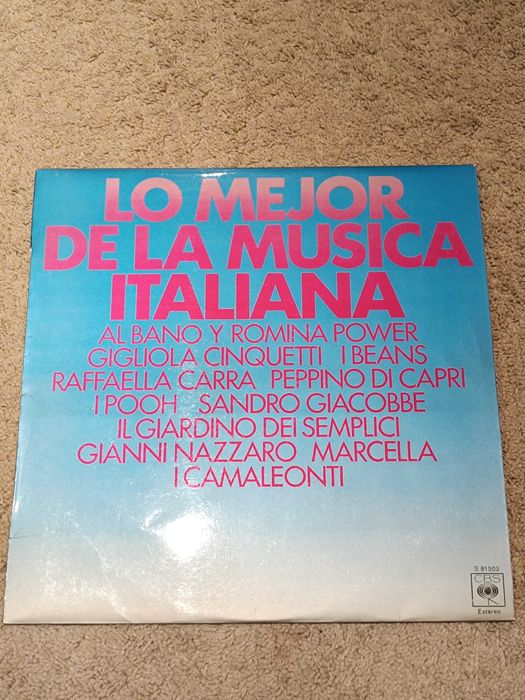 LO MEJOR
DE LA MUSICA
ITALIANA
AL BANO Y ROMINA POWER
GIGLIOLA CINQUETTI I BEANS
RAFFAELLA CARRA PEPPINO DI CAPRI
I POOH SANDRO GIACOBBE
IL GIARDINO DEI SEMPLICI
GIANNI NAZZARO MARCELLA
I CAMALEONTI
S 81503
CBS
Estéreo